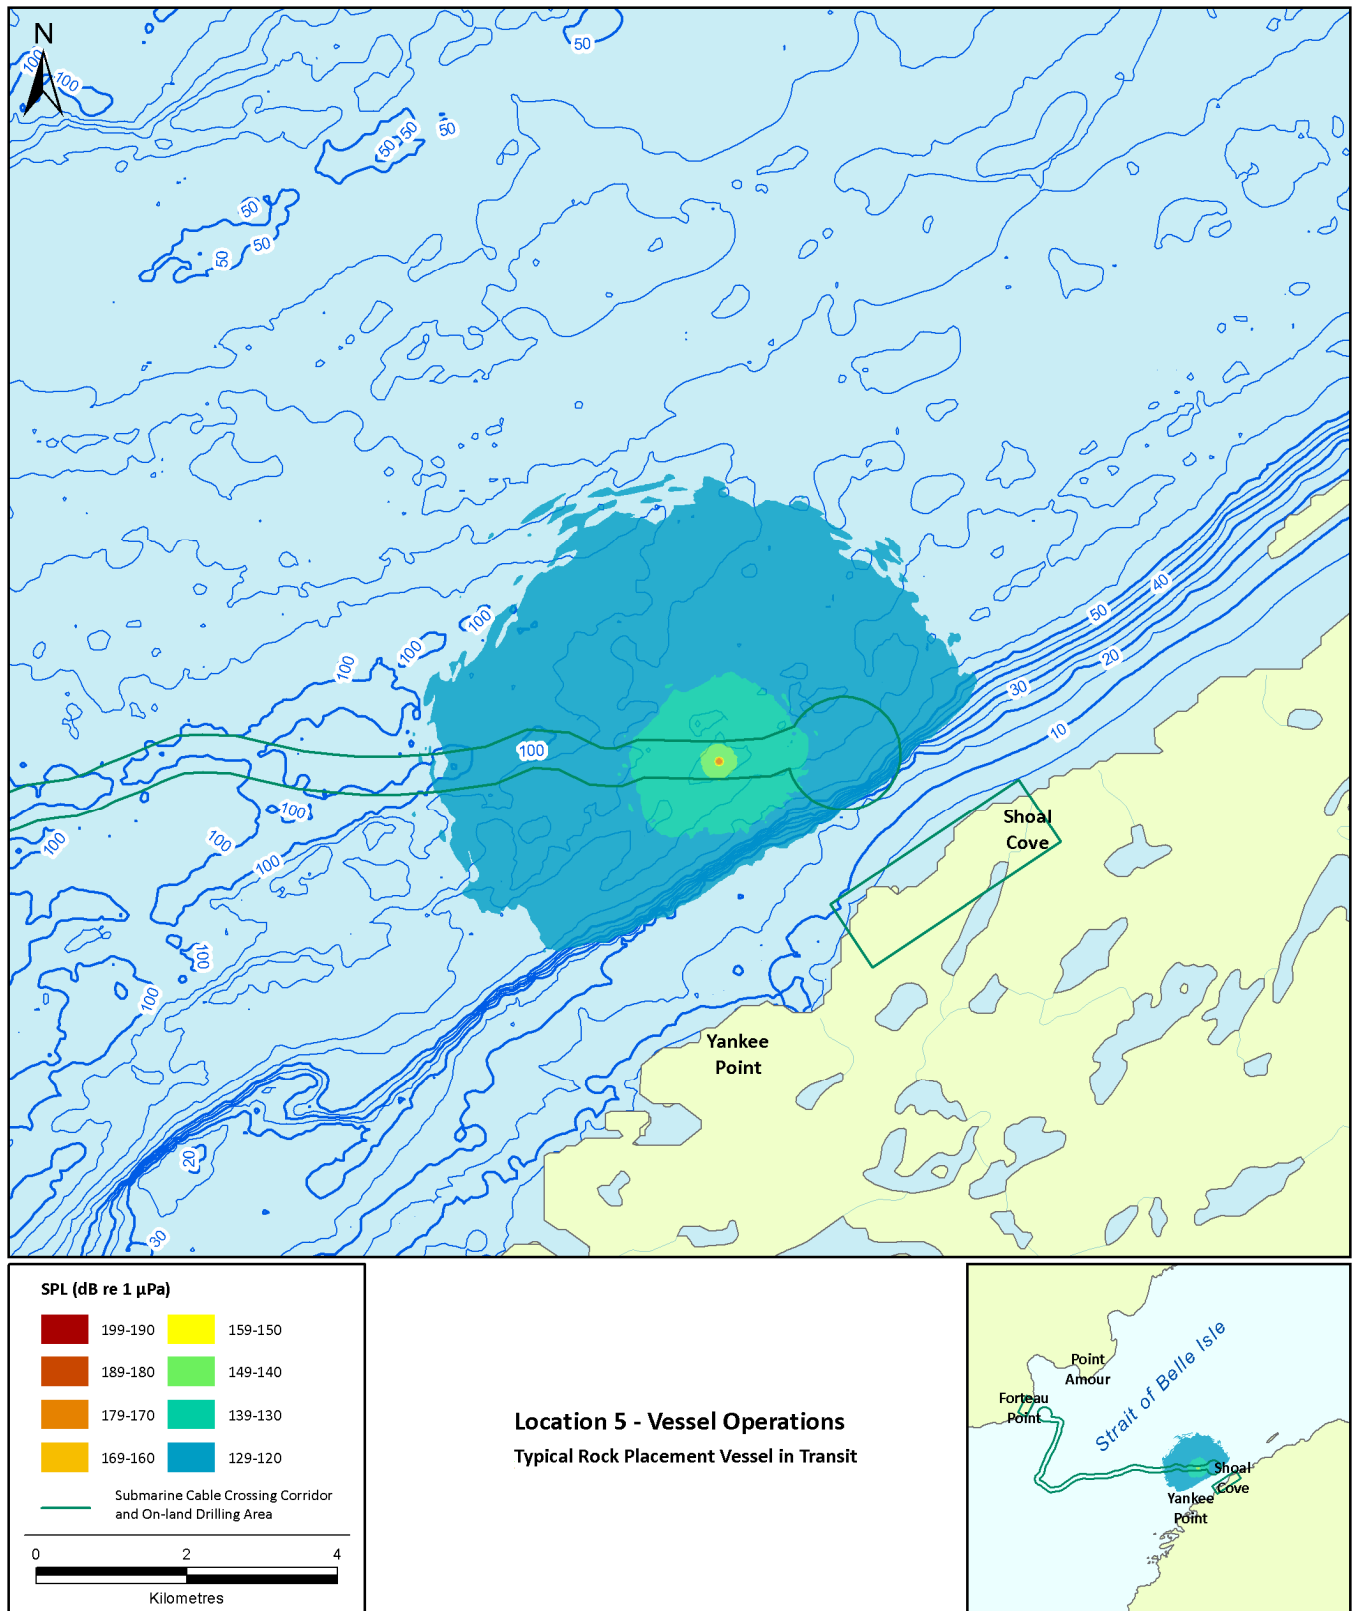 N
100
100
50
50
50
50
50
50
50
100
100
100
100
100
100
100
100
100
100
50
40
20
30
10
20
30
Shoal
Cove
Yankee
Point
SPL (dB re 1 µPa)
199-190
159-150
189-180
149-140
179-170
139-130
169-160
129-120
Submarine Cable Crossing Corridor
and On-land Drilling Area
0 2 4
Kilometres
Location 5 - Vessel Operations
Typical Rock Placement Vessel in Transit
Point
Amour
Forteau
Point
Strait of Belle Isle
Shoal
Cove
Yankee
Point